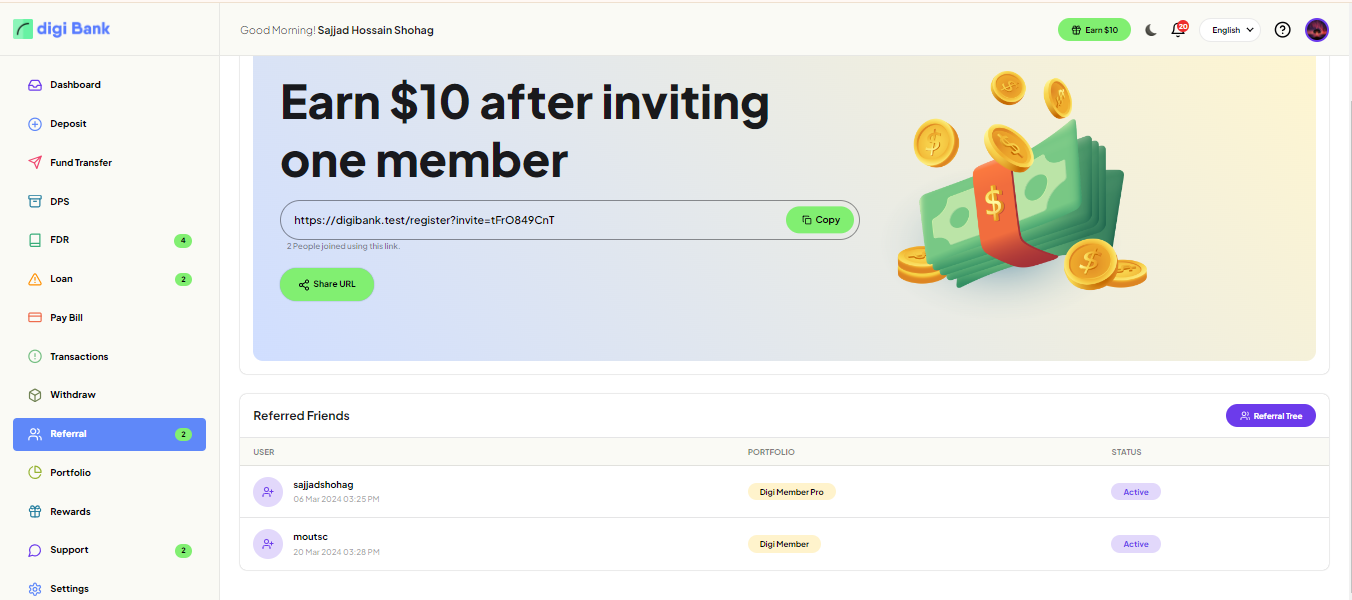 digi Bank
Good Morning! Sajjad Hossain Shohag
Earn $10
20
English
Dashboard
Deposit
Fund Transfer
DPS
FDR 4
Loan 2
Pay Bill
Transactions
Withdraw
Referral 2
Portfolio
Rewards
Support 2
Settings
Earn $10 after inviting
one member
https://digibank.test/register?invite=tFrO849CnT
Copy
2 People joined using this link.
Share URL
Referred Friends
Referral Tree
USER PORTFOLIO STATUS
sajjadshohag
06 Mar 2024 03:25 PM
Digi Member Pro
Active
moutsc
20 Mar 2024 03:28 PM
Digi Member
Active